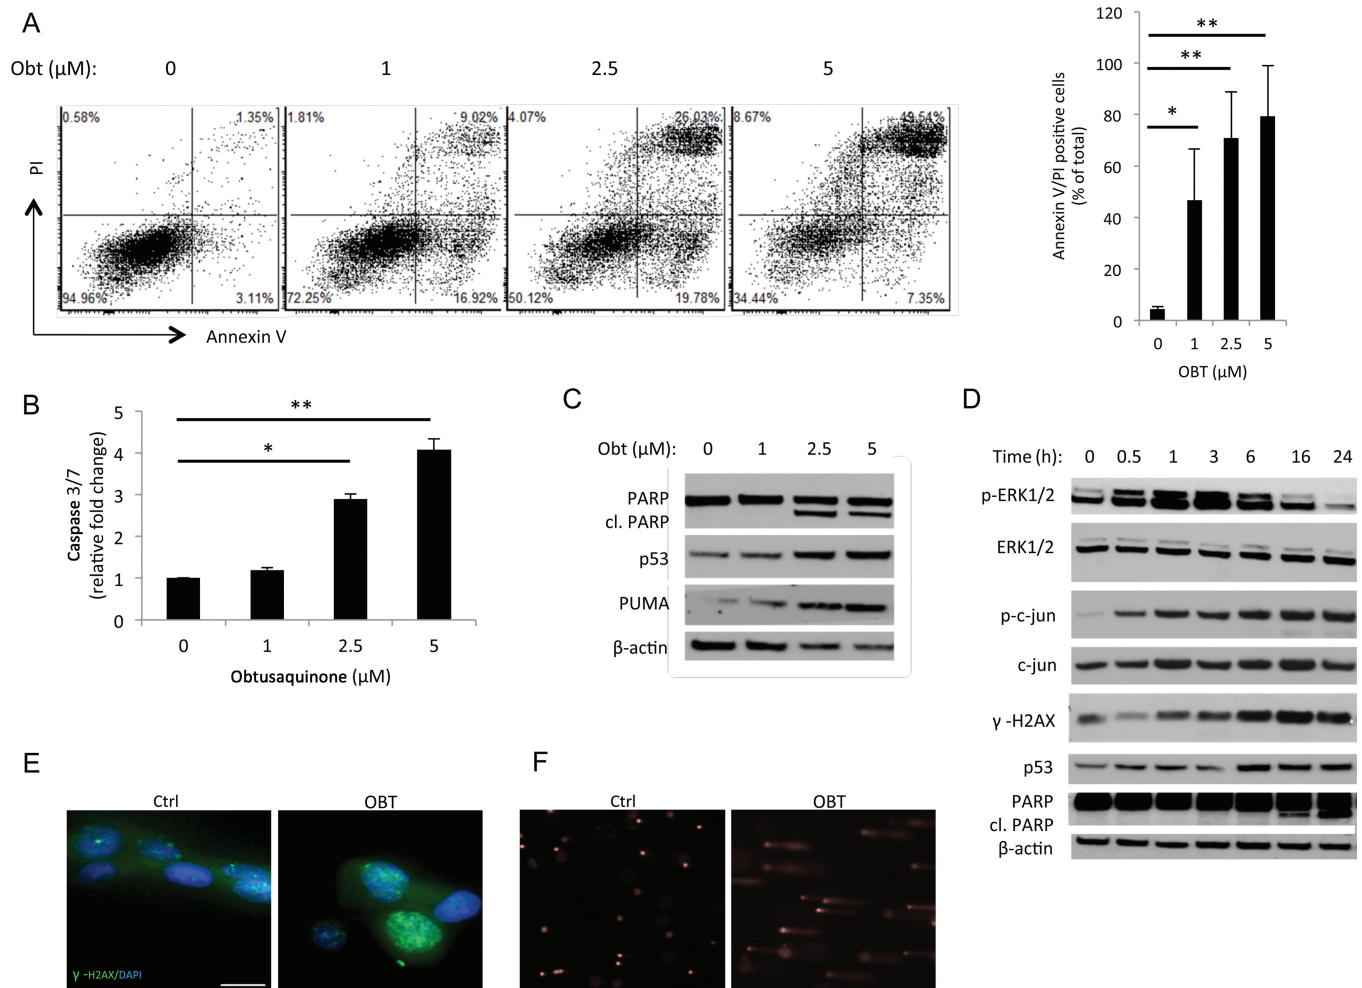 A
Obt (μM): 0 1 2.5 5
0.58% 1.35% 1.81% 9.02% 4.07% 26.03% 8.67% 49.54%
PI
94.96% 3.11% 72.25% 16.92% 50.12% 19.78% 34.44% 7.35%
Annexin V
Annexin V/PI positive cells
(% of total)
120
100
80
60
40
20
0
** 
**
*
0 1 2.5 5
OBT (μM)
B
Caspase 3/7
(relative fold change)
5
4
3
2
1
0
**
*
0 1 2.5 5
Obtusaquinone (μM)
C
Obt (μM): 0 1 2.5 5
PARP
cl. PARP
p53
PUMA
β-actin
D
Time (h): 0 0.5 1 3 6 16 24
p-ERK1/2
ERK1/2
p-c-jun
c-jun
γ -H2AX
p53
PARP
cl. PARP
β-actin
E
Ctrl OBT
γ -H2AX/DAPI
F
Ctrl OBT